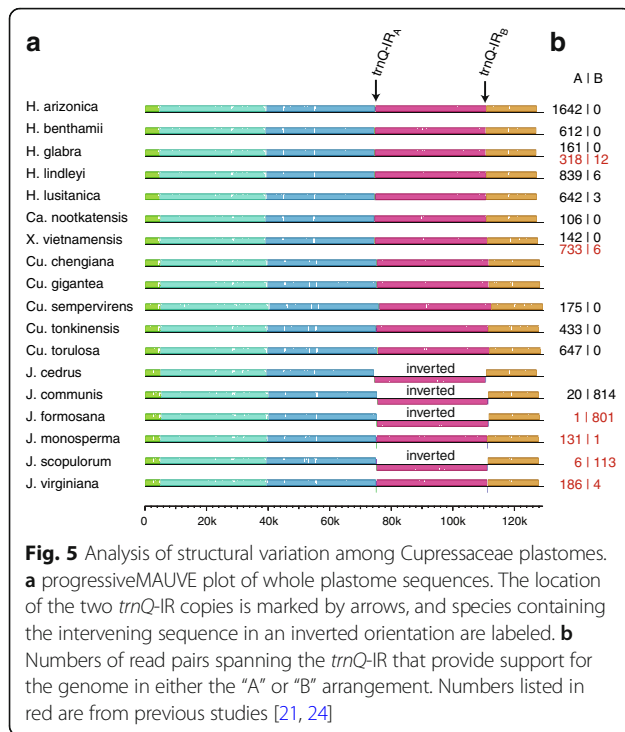 a
b
trnQ-IRA
trnQ-IRB
A | B
H. arizonica 1642 | 0
H. benthamii 612 | 0
H. glabra 161 | 0
318 | 12
H. lindleyi 839 | 6
H. lusitanica 642 | 3
Ca. nootkatensis 106 | 0
X. vietnamensis 142 | 0
733 | 6
Cu. chengiana
Cu. gigantea
Cu. sempervirens 175 | 0
Cu. tonkinensis 433 | 0
Cu. torulosa 647 | 0
J. cedrus inverted
J. communis inverted 20 | 814
J. formosana inverted 1 | 801
J. monosperma 131 | 1
J. scopulorum inverted 6 | 113
J. virginiana 186 | 4
0 20k 40k 60k 80k 100k 120k
Fig. 5 Analysis of structural variation among Cupressaceae plastomes.
a progressiveMAUVE plot of whole plastome sequences. The location
of the two trnQ-IR copies is marked by arrows, and species containing
the intervening sequence in an inverted orientation are labeled. b
Numbers of read pairs spanning the trnQ-IR that provide support for
the genome in either the “A” or “B” arrangement. Numbers listed in
red are from previous studies [21, 24]